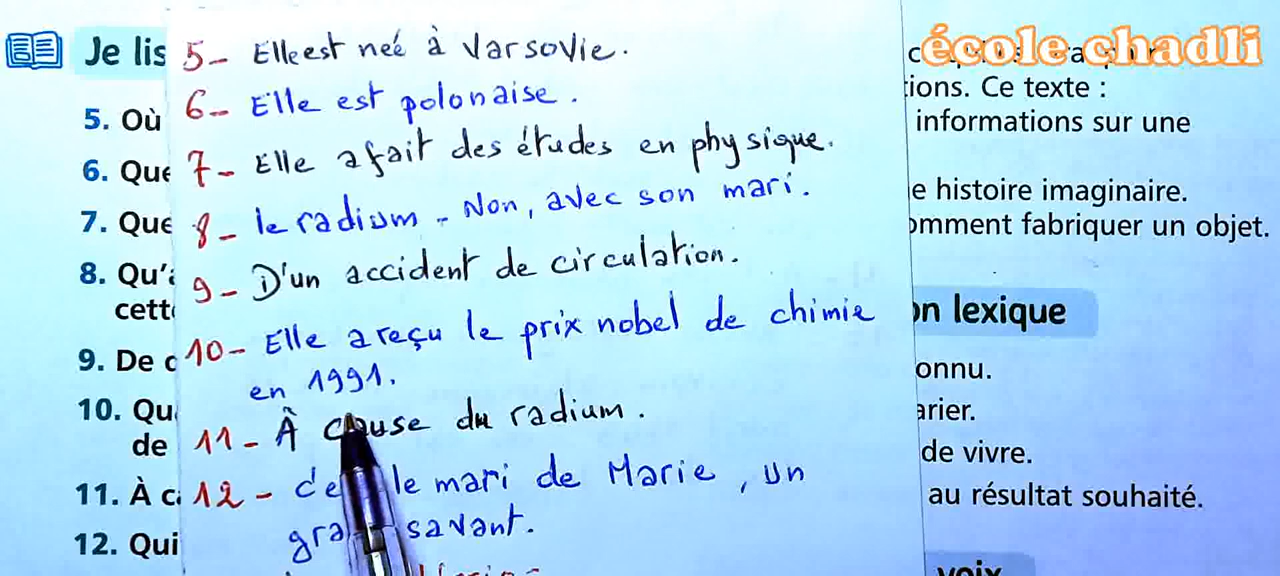 Je lis
5. Où
6. Que
7. Que
8. Qu'a
cett
9. De
10. Qu
de
11. À
12. Qui
5- Elle est neé à Varsovie.
6- Elle est polonaise.
7- Elle a fait des études en physique.
8- le radium - Non, avec son mari.
9- D'un accident de circulation.
10- Elle a reçu le prix nobel de chimie
en 1991.
11- À cause du radium.
12- le mari de Marie, un
savant.
école chadli
ions. Ce texte :
informations sur une
e histoire imaginaire.
omment fabriquer un objet.
on lexique
onnu.
arier.
de vivre.
au résultat souhaité.
voix